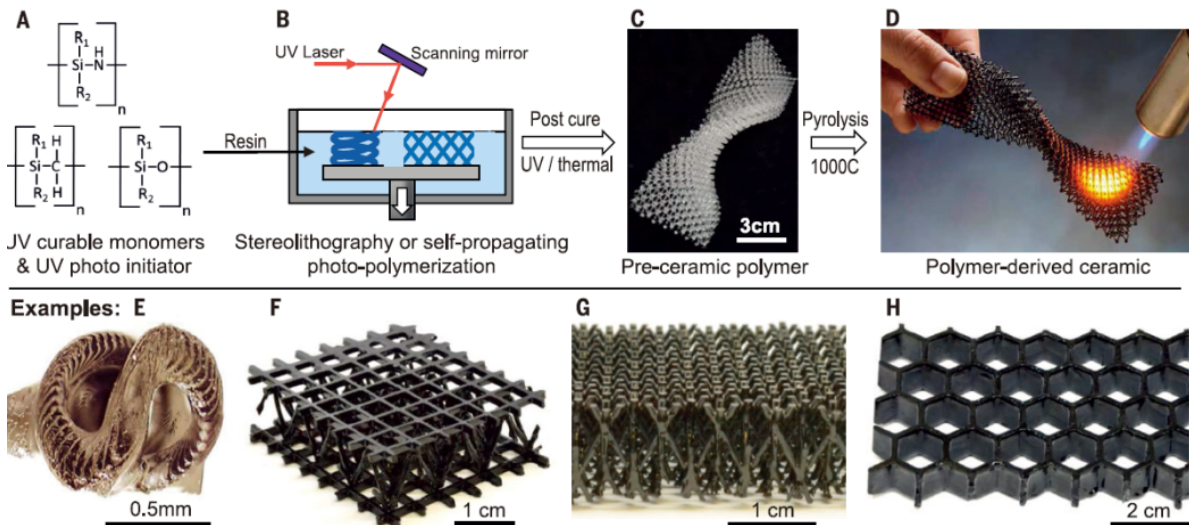 A
R₁
Si
N
H
R₂
n
R₁
Si
C
H
H
R₂
n
R₁
Si
O
R₂
n
UV curable monomers
& UV photo initiator
B
UV Laser
Scanning mirror
Resin
Stereolithography or self-propagating
photo-polymerization
Post cure
UV / thermal
C
3cm
Pre-ceramic polymer
Pyrolysis
1000C
D
Polymer-derived ceramic
Examples: E
0.5mm
F
1 cm
G
1 cm
H
2 cm